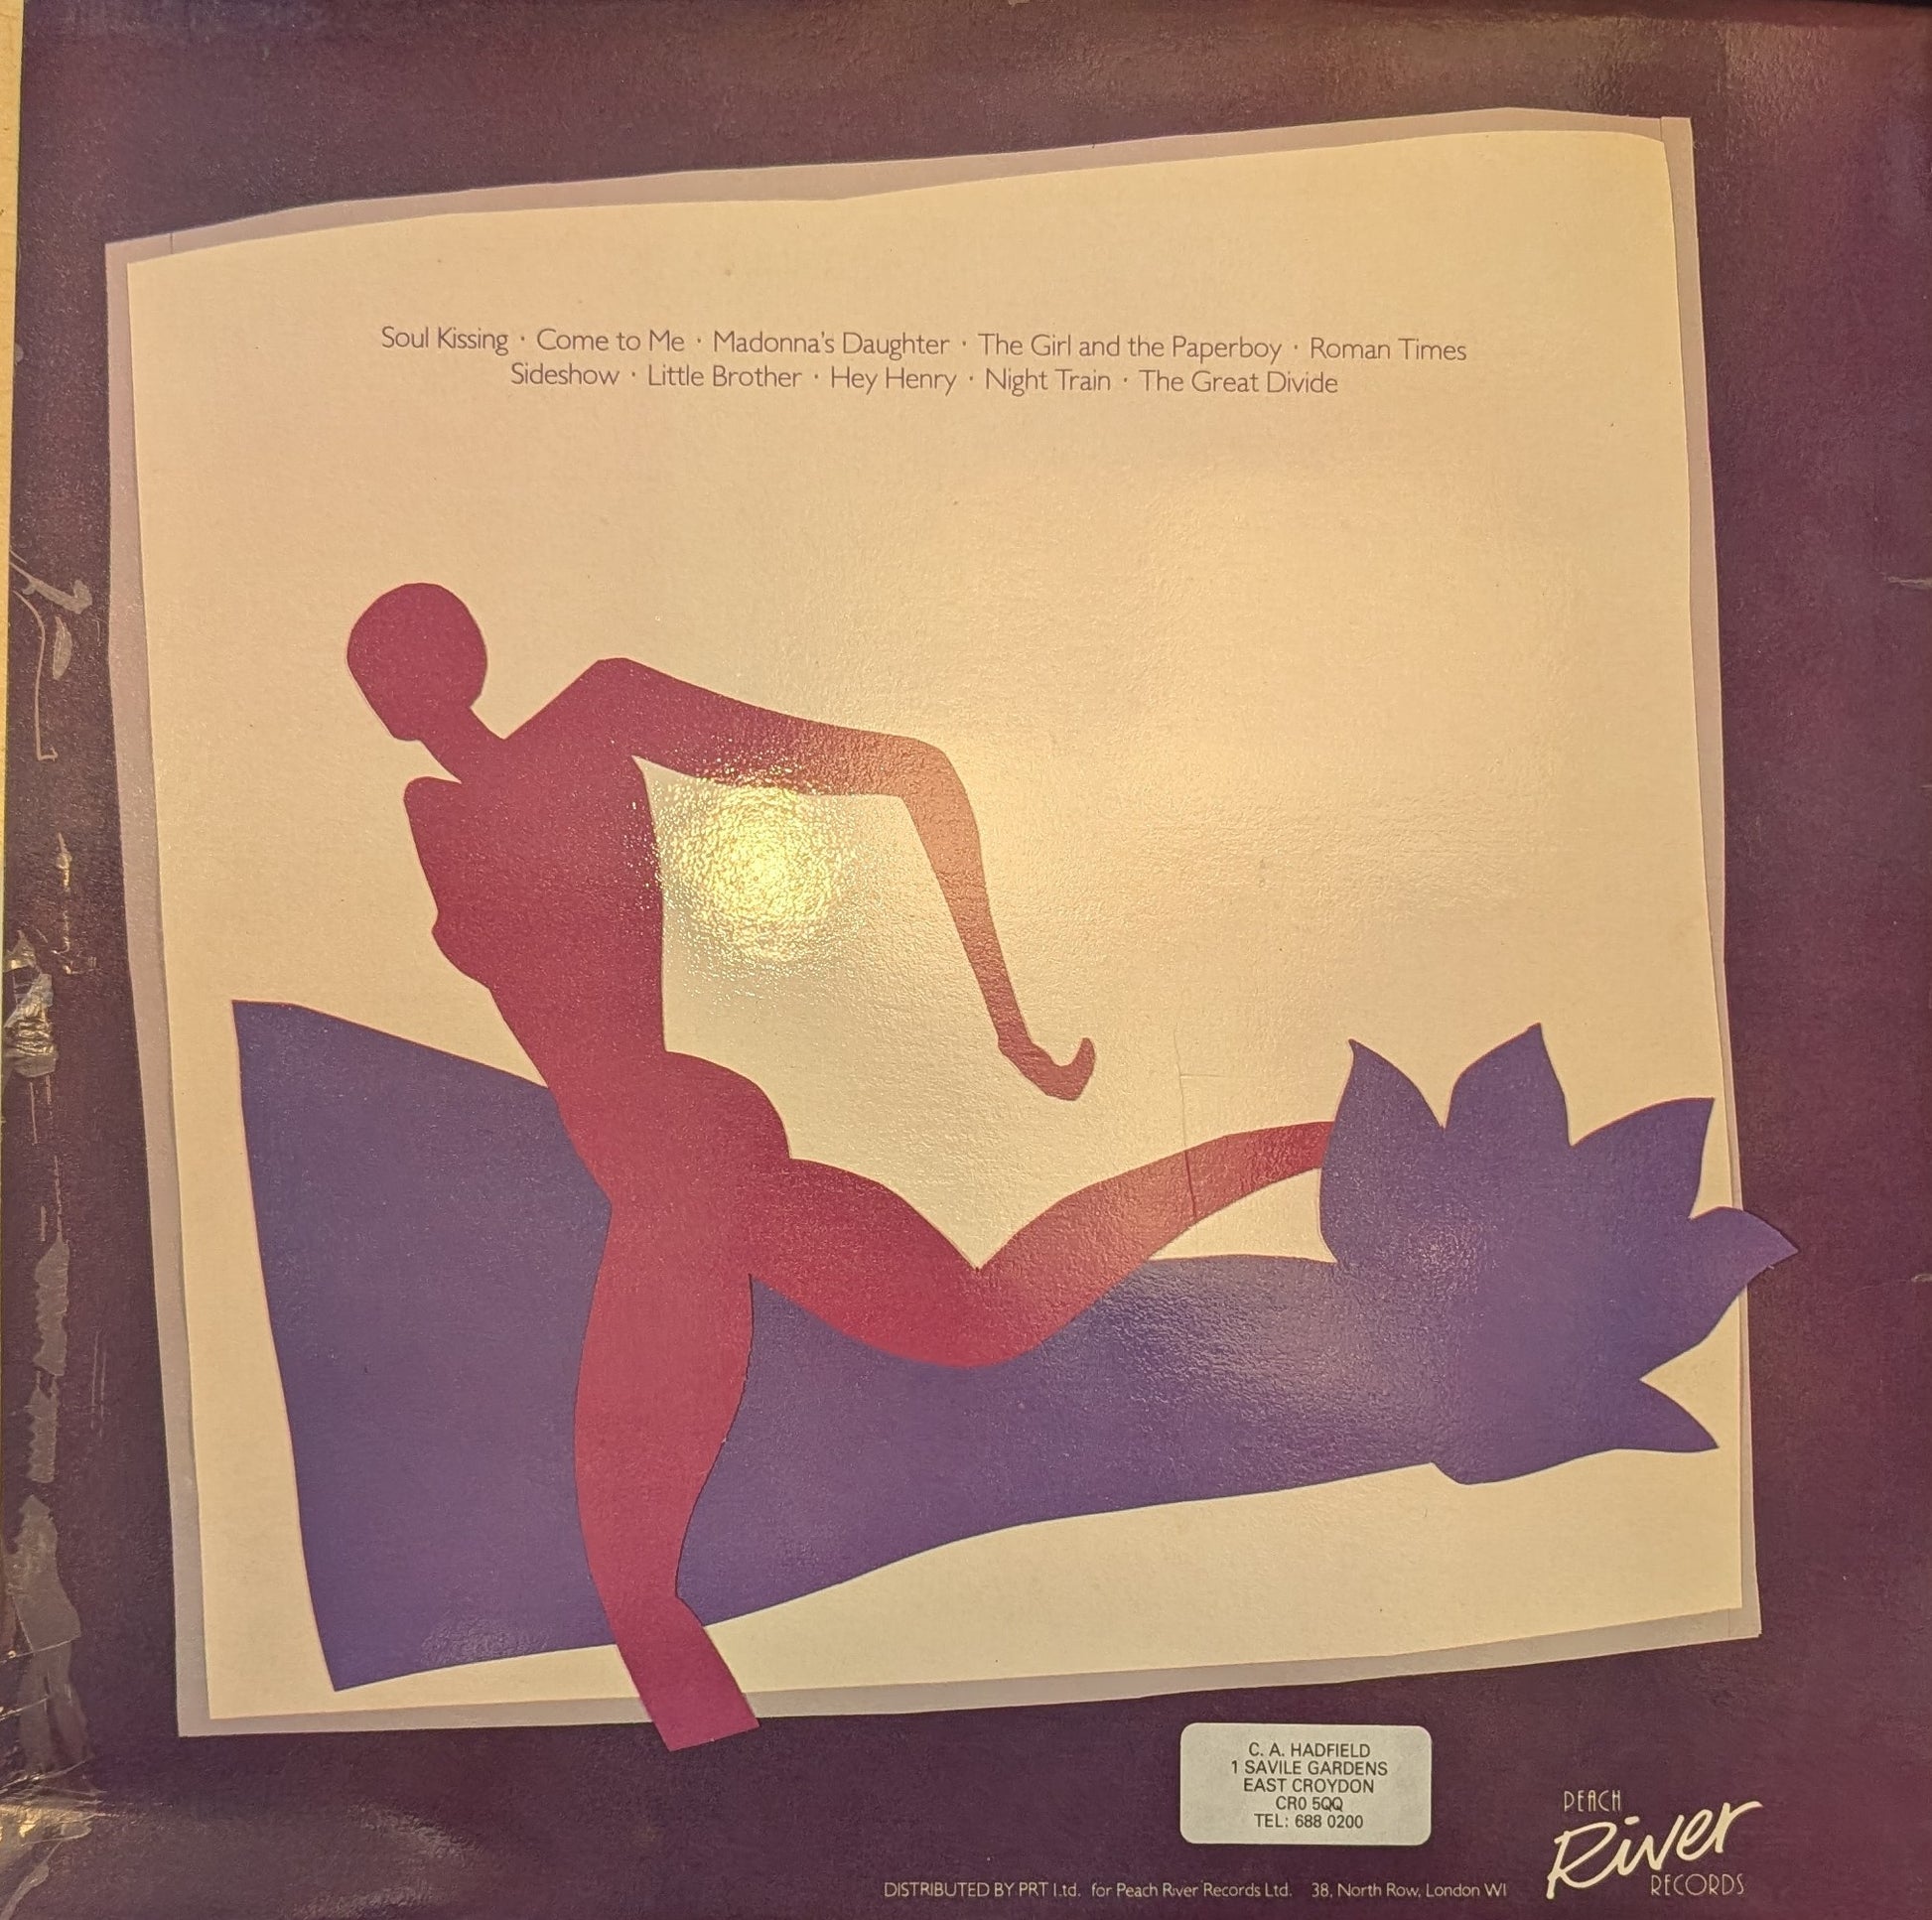 Soul Kissing · Come to Me · Madonna's Daughter · The Girl and the Paperboy · Roman Times
Sideshow · Little Brother · Hey Henry · Night Train · The Great Divide
C. A. HADFIELD
1 SAVILE GARDENS
EAST CROYDON
CR0 5QQ
TEL: 688 0200
PEACH
River
RECORDS
DISTRIBUTED BY PRT Ltd. for Peach River Records Ltd. 38, North Row, London W1